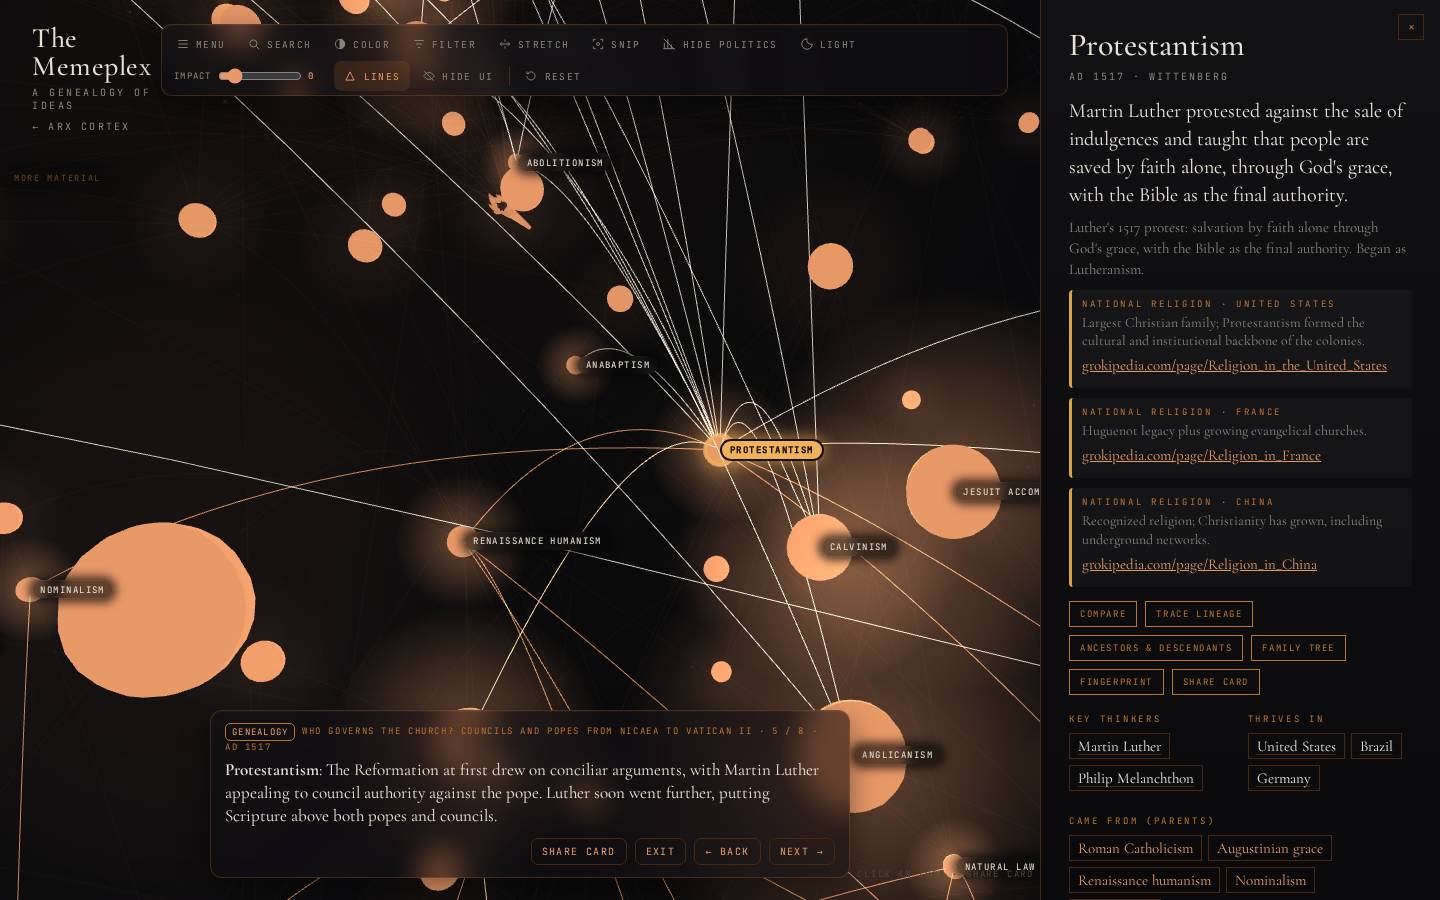 The
Memeplex
A GENEALOGY OF
IDEAS
← ARX CORTEX
MORE MATERIAL
MENU
SEARCH
COLOR
FILTER
STRETCH
SNIP
HIDE POLITICS
LIGHT
IMPACT
0
LINES
HIDE UI
RESET
ABOLITIONISM
ANABAPTISM
PROTESTANTISM
JESUIT ACCOM
RENAISSANCE HUMANISM
CALVINISM
NOMINALISM
ANGLICANISM
NATURAL LAW
GENEALOGY WHO GOVERNS THE CHURCH? COUNCILS AND POPES FROM NICAEA TO VATICAN II · 5 / 8 ·
AD 1517
Protestantism: The Reformation at first drew on conciliar arguments, with Martin Luther
appealing to council authority against the pope. Luther soon went further, putting
Scripture above both popes and councils.
SHARE CARD
EXIT
← BACK
NEXT →
SHARE CARD
×
Protestantism
AD 1517 · WITTENBERG
Martin Luther protested against the sale of
indulgences and taught that people are
saved by faith alone, through God's grace,
with the Bible as the final authority.
Luther's 1517 protest: salvation by faith alone through
God's grace, with the Bible as the final authority. Began as
Lutheranism.
NATIONAL RELIGION · UNITED STATES
Largest Christian family; Protestantism formed the
cultural and institutional backbone of the colonies.
grokipedia.com/page/Religion_in_the_United_States
NATIONAL RELIGION · FRANCE
Huguenot legacy plus growing evangelical churches.
grokipedia.com/page/Religion_in_France
NATIONAL RELIGION · CHINA
Recognized religion; Christianity has grown, including
underground networks.
grokipedia.com/page/Religion_in_China
COMPARE
TRACE LINEAGE
ANCESTORS & DESCENDANTS
FAMILY TREE
FINGERPRINT
SHARE CARD
KEY THINKERS
Martin Luther
Philip Melanchthon
THRIVES IN
United States
Brazil
Germany
CAME FROM (PARENTS)
Roman Catholicism
Augustinian grace
Renaissance humanism
Nominalism